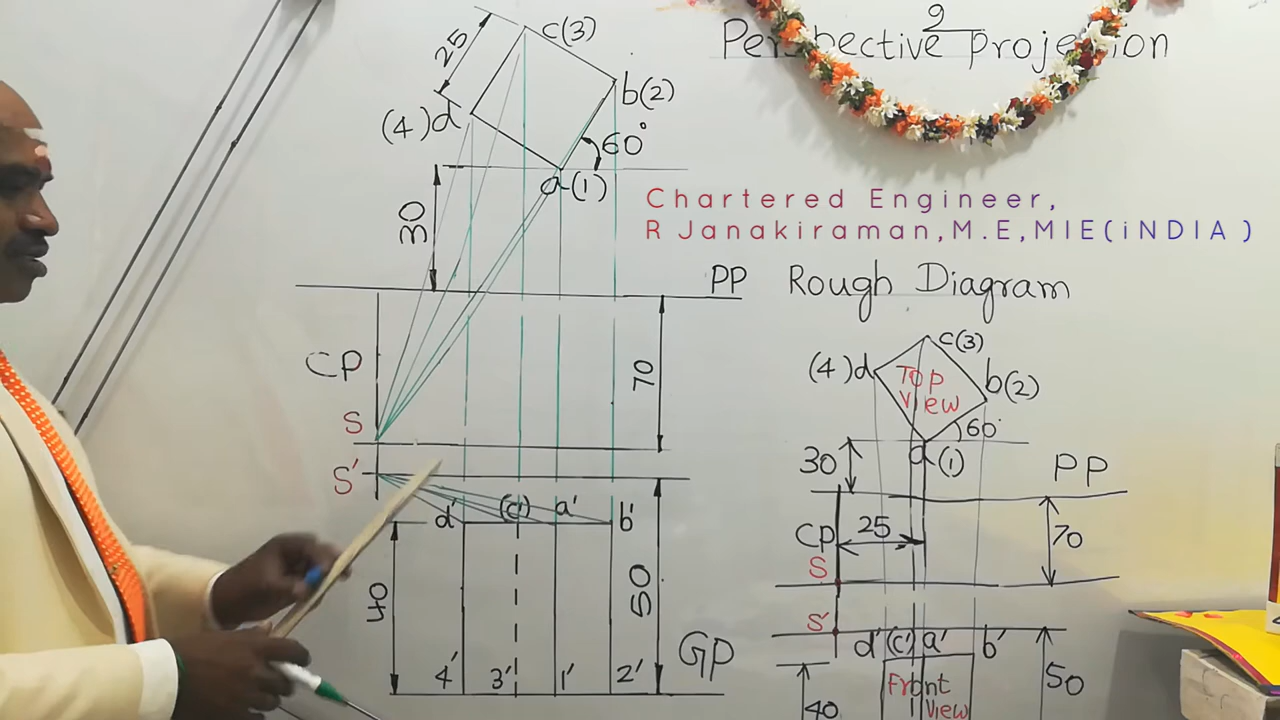 Perspective projection
2
25
c(3)
b(2)
(4)d
60°
a(1)
30
Chartered Engineer,
R Janakiraman,M.E,MIE(iNDIA )
PP
Rough Diagram
CP
70
S
S'
d' (c') a' b'
40
50
GP
4' 3' 1' 2'
c(3)
(4)d
Top
View
b(2)
60°
30
a(1)
PP
CP
25
70
S
S'
d' (c') a' b'
Front
View
50
40